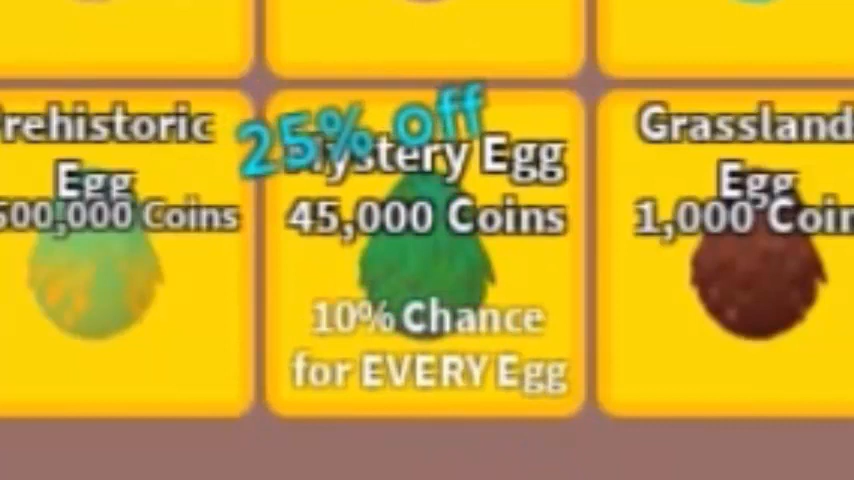 rehistoric
Egg
500,000 Coins
25% off
Mystery Egg
45,000 Coins
10% Chance
for EVERY Egg
Grassland
Egg
1,000 Coin